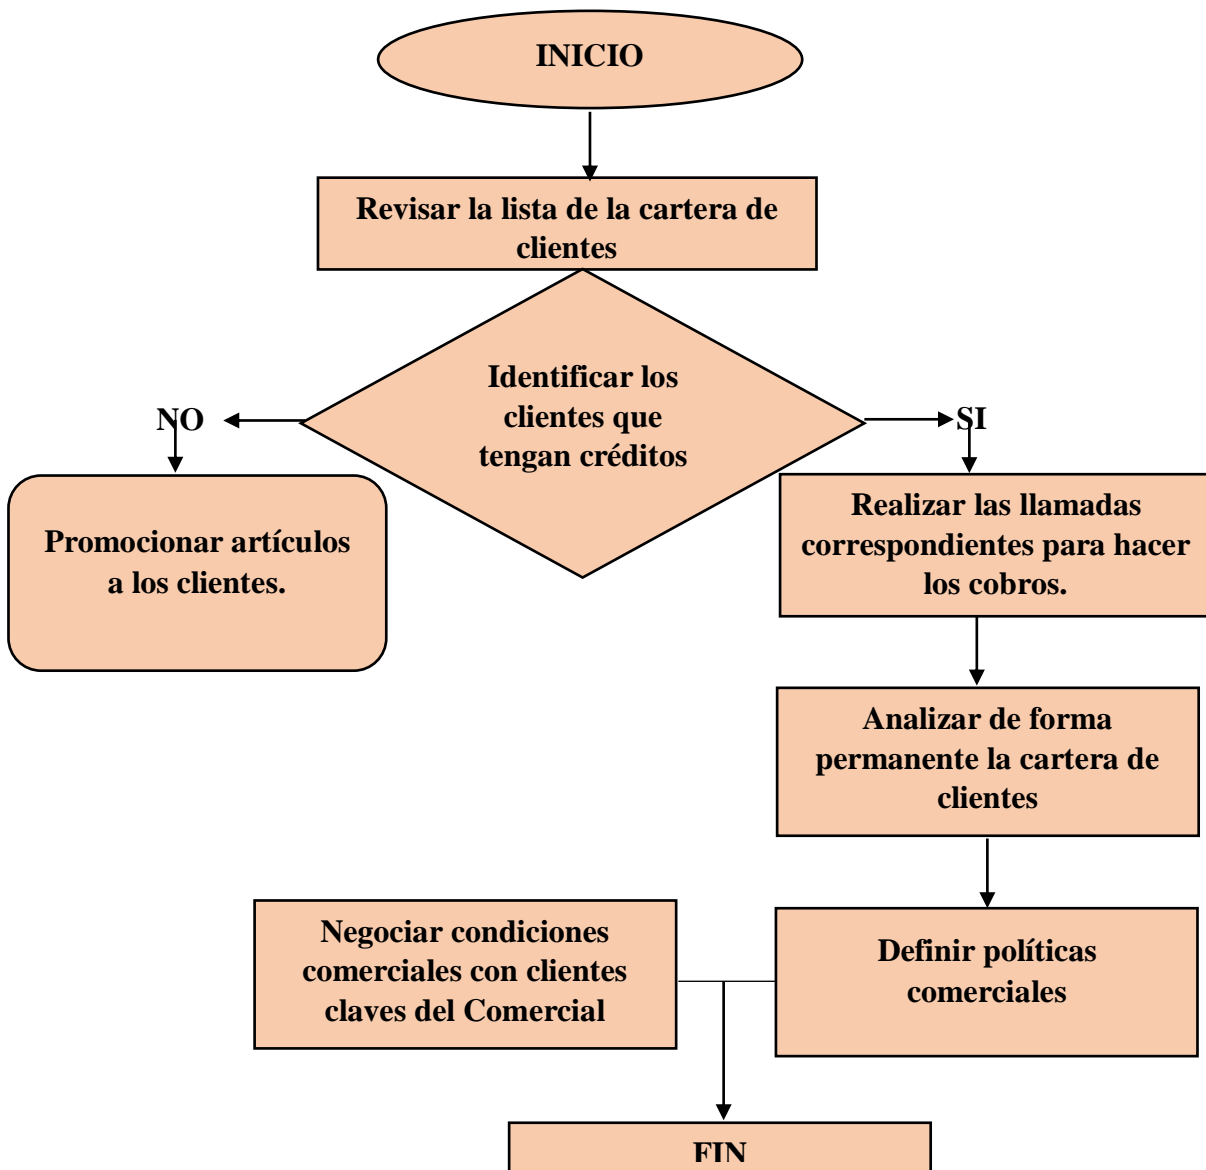 INICIO
Revisar la lista de la cartera de
clientes
Identificar los
clientes que
tengan créditos
NO
SI
Promocionar artículos
a los clientes.
Realizar las llamadas
correspondientes para hacer
los cobros.
Analizar de forma
permanente la cartera de
clientes
Negociar condiciones
comerciales con clientes
claves del Comercial
Definir políticas
comerciales
FIN